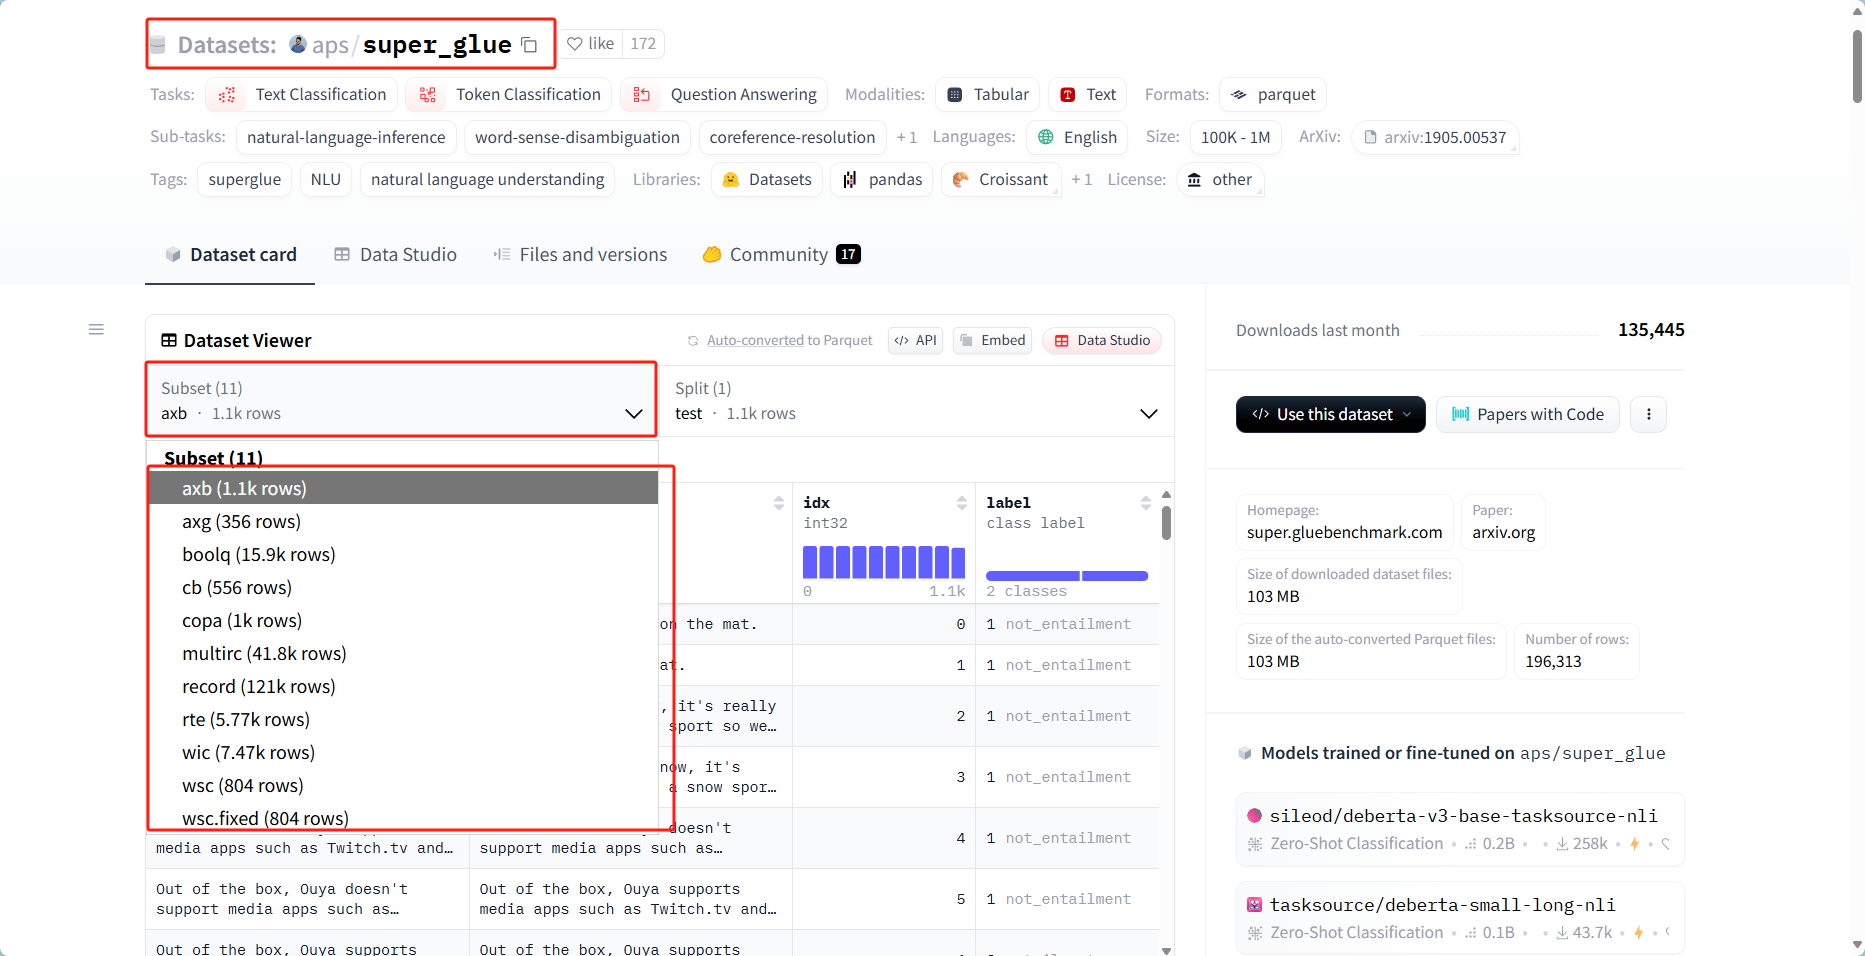 Datasets: aps/super_glue like 172
Tasks: Text Classification Token Classification Question Answering Modalities: Tabular Text Formats: parquet
Sub-tasks: natural-language-inference word-sense-disambiguation coreference-resolution + 1 Languages: English Size: 100K - 1M ArXiv: arxiv:1905.00537
Tags: superglue NLU natural language understanding Libraries: Datasets pandas Croissant + 1 License: other
Dataset card Data Studio Files and versions Community 17
Dataset Viewer Auto-converted to Parquet </> API Embed Data Studio
Subset (11)
axb · 1.1k rows
Split (1)
test · 1.1k rows
Subset (11)
axb (1.1k rows)
axg (356 rows)
boolq (15.9k rows)
cb (556 rows)
copa (1k rows)
multirc (41.8k rows)
record (121k rows)
rte (5.77k rows)
wic (7.47k rows)
wsc (804 rows)
wsc.fixed (804 rows)
idx
int32
0 1.1k
label
class label
2 classes
on the mat. 0 1 not_entailment
at. 1 1 not_entailment
, it's really
sport so we… 2 1 not_entailment
now, it's
a snow spor… 3 1 not_entailment
doesn't
media apps such as Twitch.tv and… support media apps such as… 4 1 not_entailment
Out of the box, Ouya doesn't
support media apps such as…
Out of the box, Ouya supports
media apps such as Twitch.tv and…
5 1 not_entailment
Out of the box, Ouya supports Out of the box, Ouya supports
Downloads last month 135,445
</> Use this dataset Papers with Code
Homepage:
super.gluebenchmark.com
Paper:
arxiv.org
Size of downloaded dataset files:
103 MB
Size of the auto-converted Parquet files:
103 MB
Number of rows:
196,313
Models trained or fine-tuned on aps/super_glue
sileod/deberta-v3-base-tasksource-nli
Zero-Shot Classification • 0.2B • • 258k •
tasksource/deberta-small-long-nli
Zero-Shot Classification • 0.1B • • 43.7k •